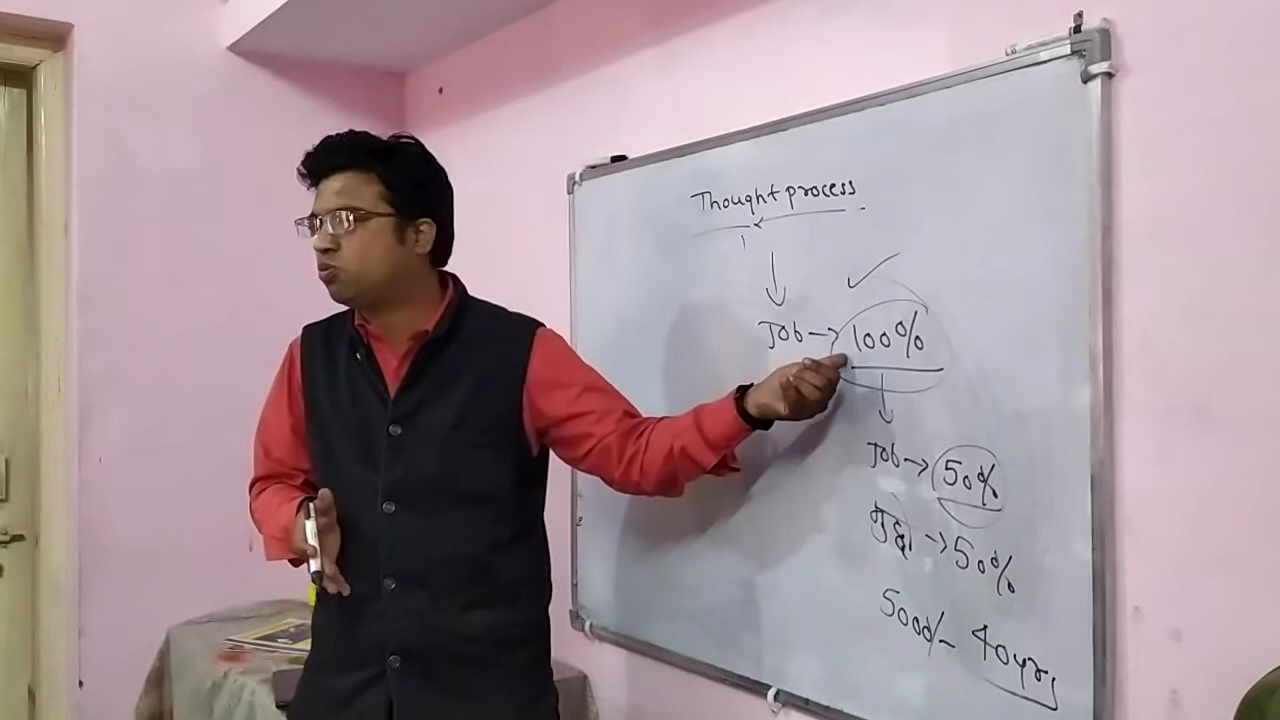 Thought process
Job → 100%
Job → 50%
मुद्रा → 50%
5000/- 40yrs